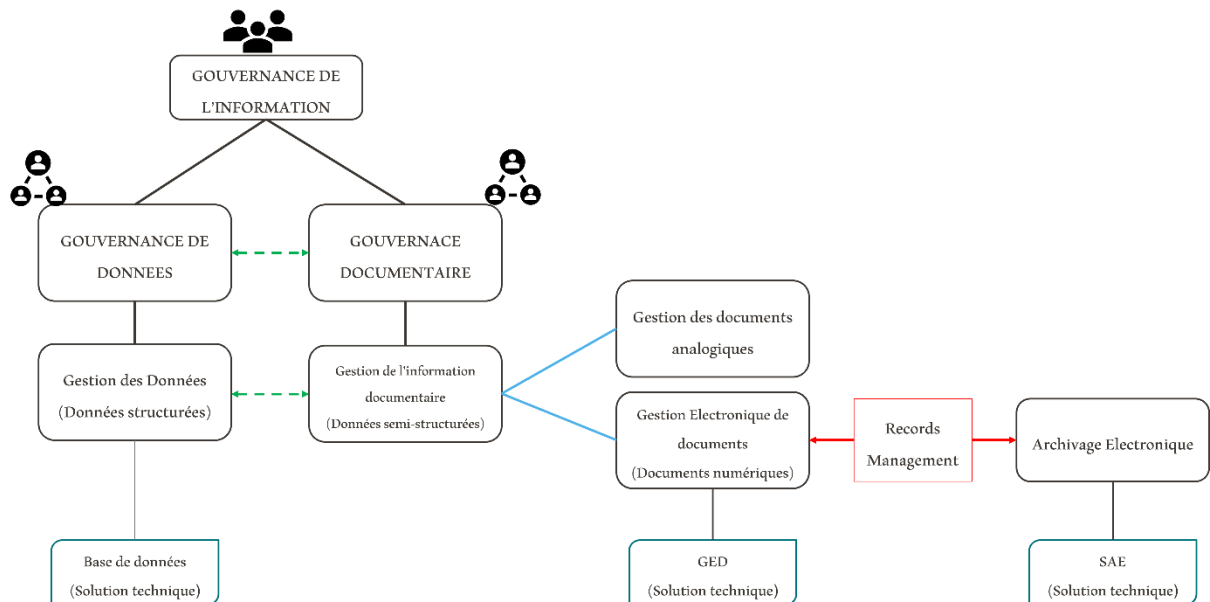 GOUVERNANCE DE
L'INFORMATION
GOUVERNANCE DE
DONNEES
GOUVERNACE
DOCUMENTAIRE
Gestion des Données
(Données structurées)
Gestion de l'information
documentaire
(Données semi-structurées)
Gestion des documents
analogiques
Gestion Electronique de
documents
(Documents numériques)
Records
Management
Archivage Electronique
Base de données
(Solution technique)
GED
(Solution technique)
SAE
(Solution technique)